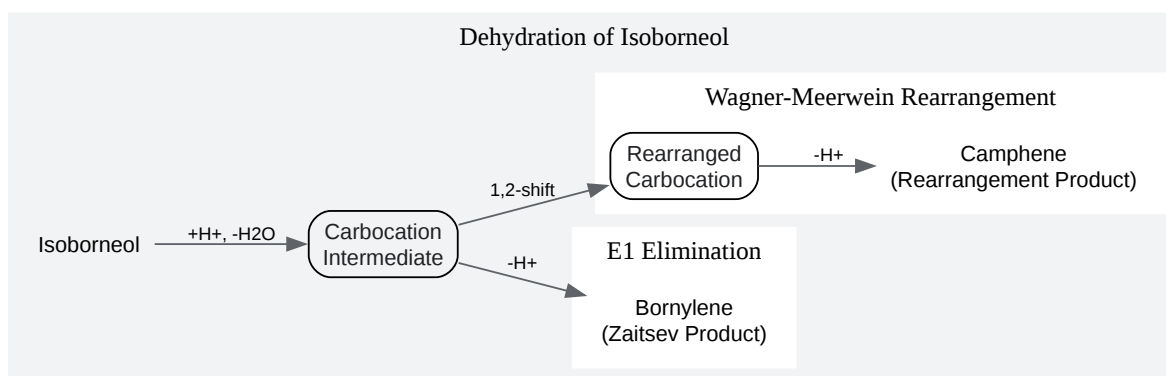 Dehydration of Isoborneol
Wagner-Meerwein Rearrangement
Rearranged
Carbocation
-H+
Camphene
(Rearrangement Product)
1,2-shift
Isoborneol
+H+, -H2O
Carbocation
Intermediate
-H+
E1 Elimination
Bornylene
(Zaitsev Product)